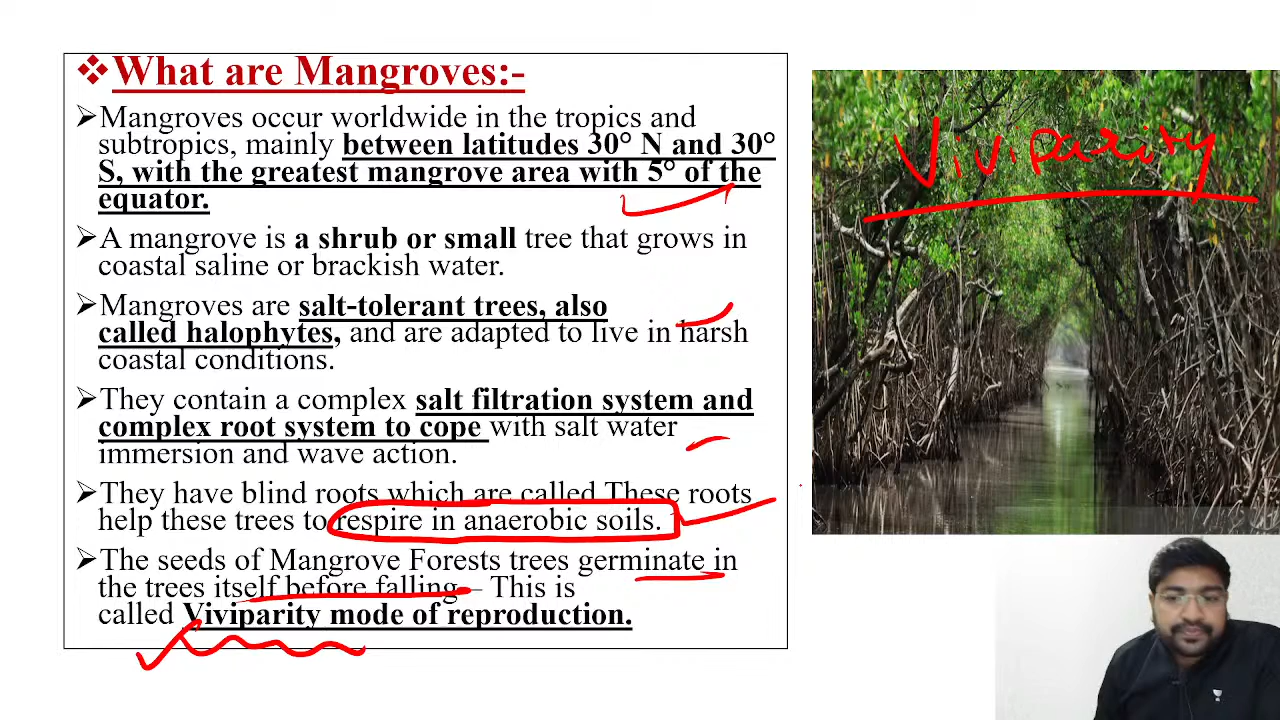 ❖What are Mangroves:-
➢Mangroves occur worldwide in the tropics and
subtropics, mainly between latitudes 30° N and 30°
S, with the greatest mangrove area with 5° of the
equator.
➢A mangrove is a shrub or small tree that grows in
coastal saline or brackish water.
➢Mangroves are salt-tolerant trees, also
called halophytes, and are adapted to live in harsh
coastal conditions.
➢They contain a complex salt filtration system and
complex root system to cope with salt water
immersion and wave action.
➢They have blind roots which are called These roots
help these trees to respire in anaerobic soils.
➢The seeds of Mangrove Forests trees germinate in
the trees itself before falling – This is
called Viviparity mode of reproduction.
Viviparity